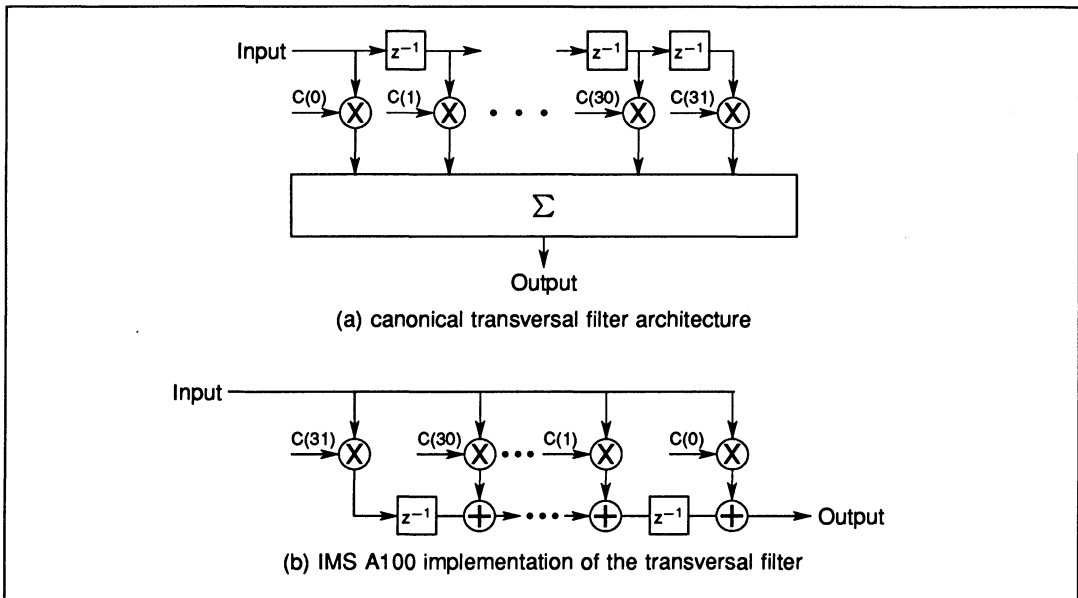 Input z⁻¹ z⁻¹ z⁻¹
C(0) X C(1) X • • • C(30) X C(31) X
Σ
Output
(a) canonical transversal filter architecture
Input
C(31) X C(30) X ••• C(1) X C(0) X
z⁻¹ + ••• + z⁻¹ + Output
(b) IMS A100 implementation of the transversal filter